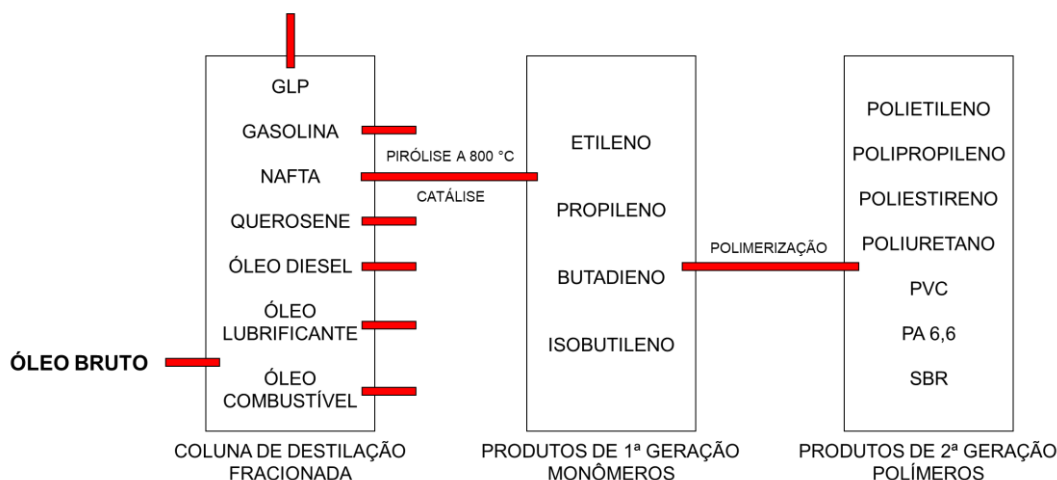 GLP
GASOLINA
NAFTA
QUEROSENE
ÓLEO DIESEL
ÓLEO
LUBRIFICANTE
ÓLEO BRUTO
ÓLEO
COMBUSTÍVEL
COLUNA DE DESTILAÇÃO
FRACIONADA
PIRÓLISE A 800 °C
CATÁLISE
ETILENO
PROPILENO
BUTADIENO
ISOBUTILENO
PRODUTOS DE 1ª GERAÇÃO
MONÔMEROS
POLIMERIZAÇÃO
POLIETILENO
POLIPROPILENO
POLIESTIRENO
POLIURETANO
PVC
PA 6,6
SBR
PRODUTOS DE 2ª GERAÇÃO
POLÍMEROS